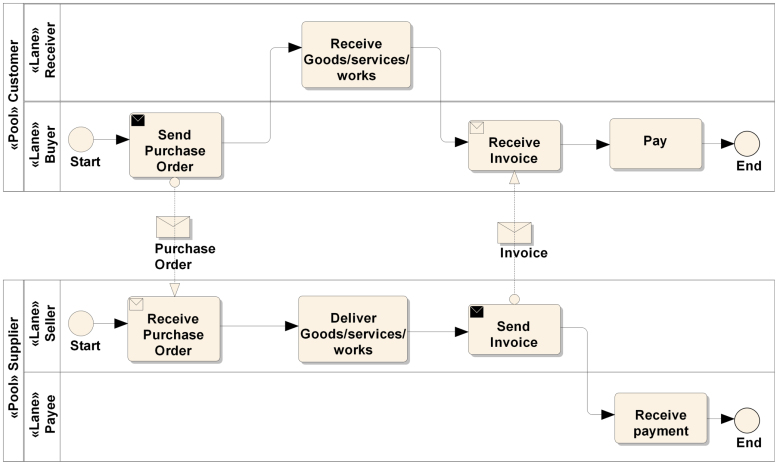 «Pool» Customer
«Lane»
Receiver
Receive
Goods/services/
works
«Lane»
Buyer
Start
Send
Purchase
Order
Receive
Invoice
Pay
End
Purchase
Order
Invoice
«Pool» Supplier
«Lane»
Seller
Start
Receive
Purchase
Order
Deliver
Goods/services/
works
Send
Invoice
«Lane»
Payee
Receive
payment
End